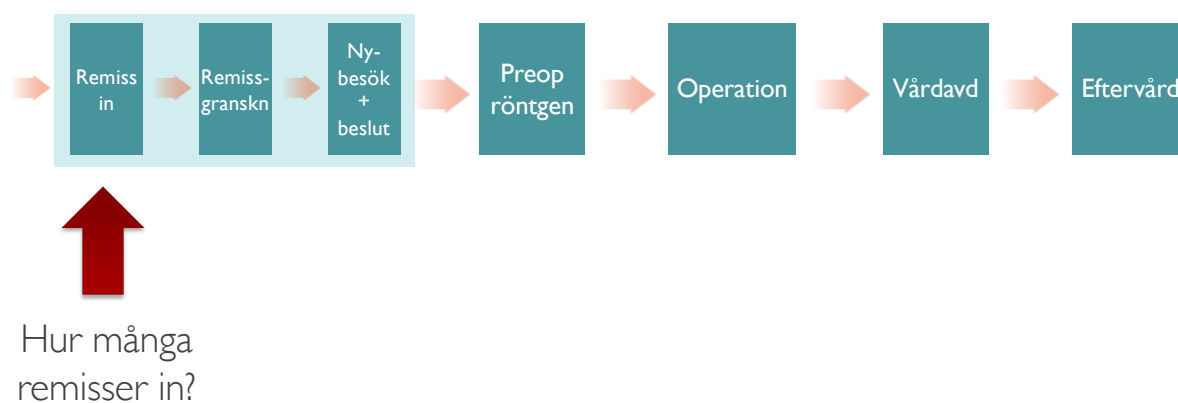 Remiss
in
Remiss-
granskn
Ny-
besök
+
beslut
Preop
röntgen
Operation
Vårdavd
Eftervård
Hur många
remisser in?